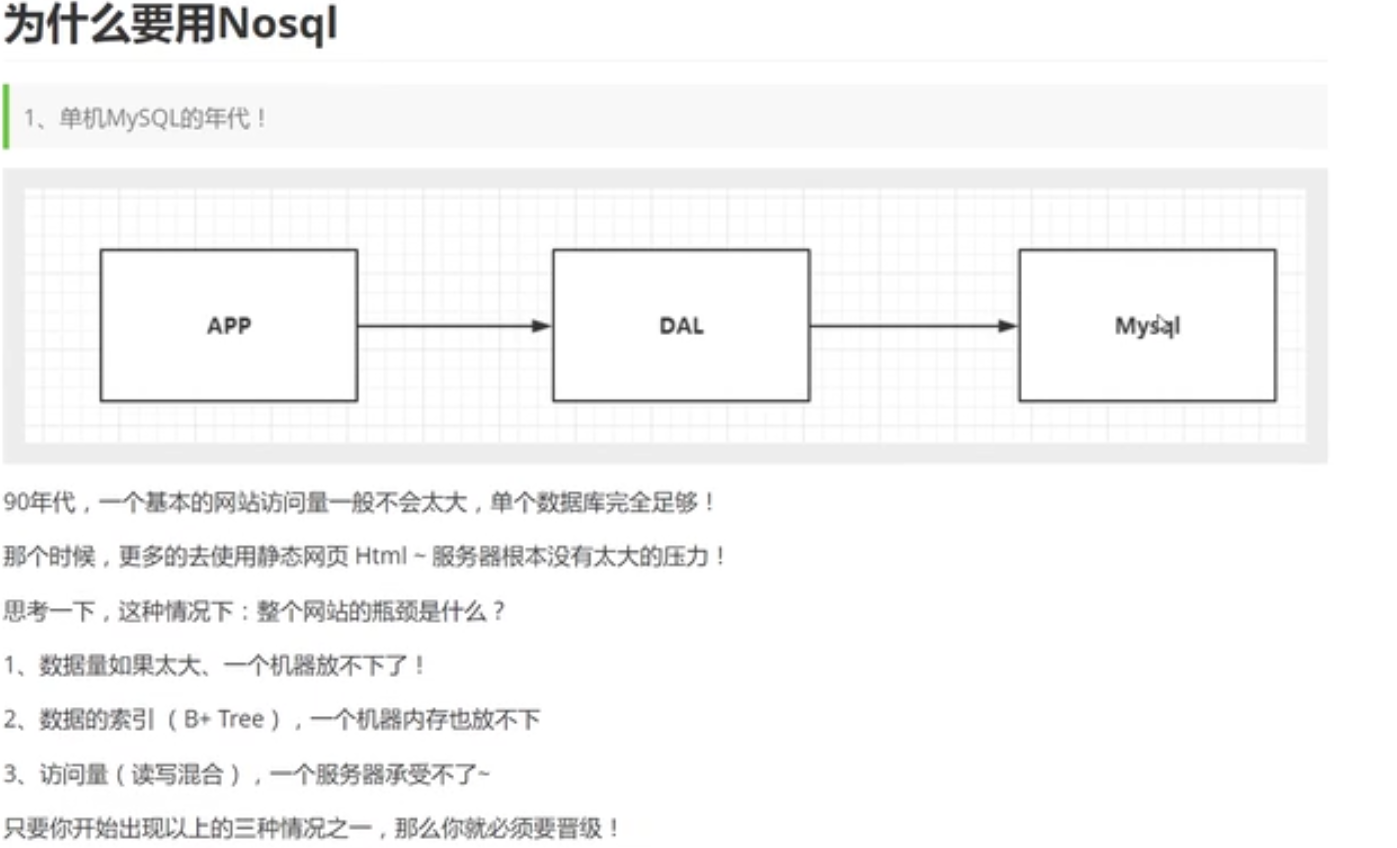 为什么要用Nosql
1、单机MySQL的年代！
APP
DAL
Mysql
90年代，一个基本的网站访问量一般不会太大，单个数据库完全足够！
那个时候，更多的去使用静态网页 Html ~ 服务器根本没有太大的压力！
思考一下，这种情况下：整个网站的瓶颈是什么？
1、数据量如果太大、一个机器放不下了！
2、数据的索引（B+ Tree），一个机器内存也放不下
3、访问量（读写混合），一个服务器承受不了~
只要你开始出现以上的三种情况之一，那么你就必须要晋级！